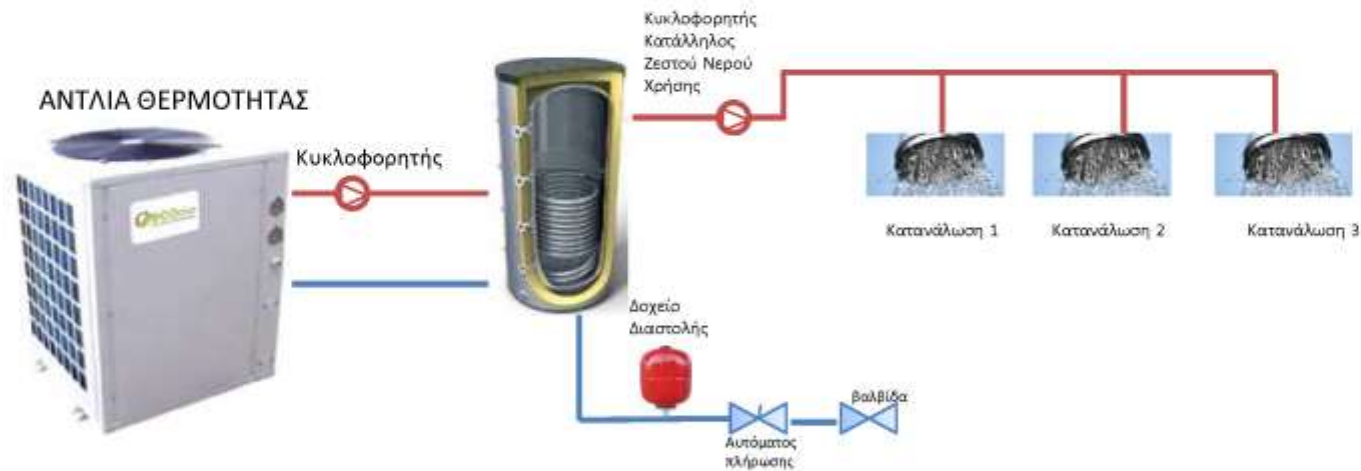 Κυκλοφορητής
Κατάλληλος
Ζεστού Νερού
Χρήσης
ΑΝΤΛΙΑ ΘΕΡΜΟΤΗΤΑΣ
Κυκλοφορητής
Κατανάλωση 1
Κατανάλωση 2
Κατανάλωση 3
Δοχείο
Διαστολής
βαλβίδα
Αυτόματος
πλήρωσης